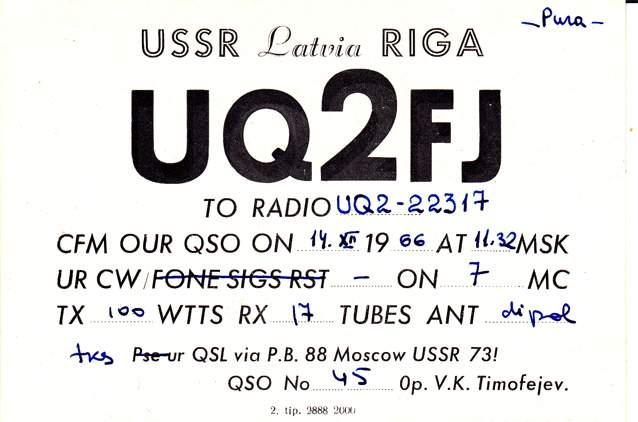 – Рига –
USSR Latvia RIGA
UQ2FJ
TO RADIO UQ2-22317
CFM OUR QSO ON 14. XII 1966 AT 11.32 MSK
UR CW/FONE SIGS RST – ON 7 MC
TX 100 WTTS RX 17 TUBES ANT dipol
tks Pse ur QSL via P.B. 88 Moscow USSR 73!
QSO No 45 Op. V.K. Timofejev.
2. tip. 2888 2000